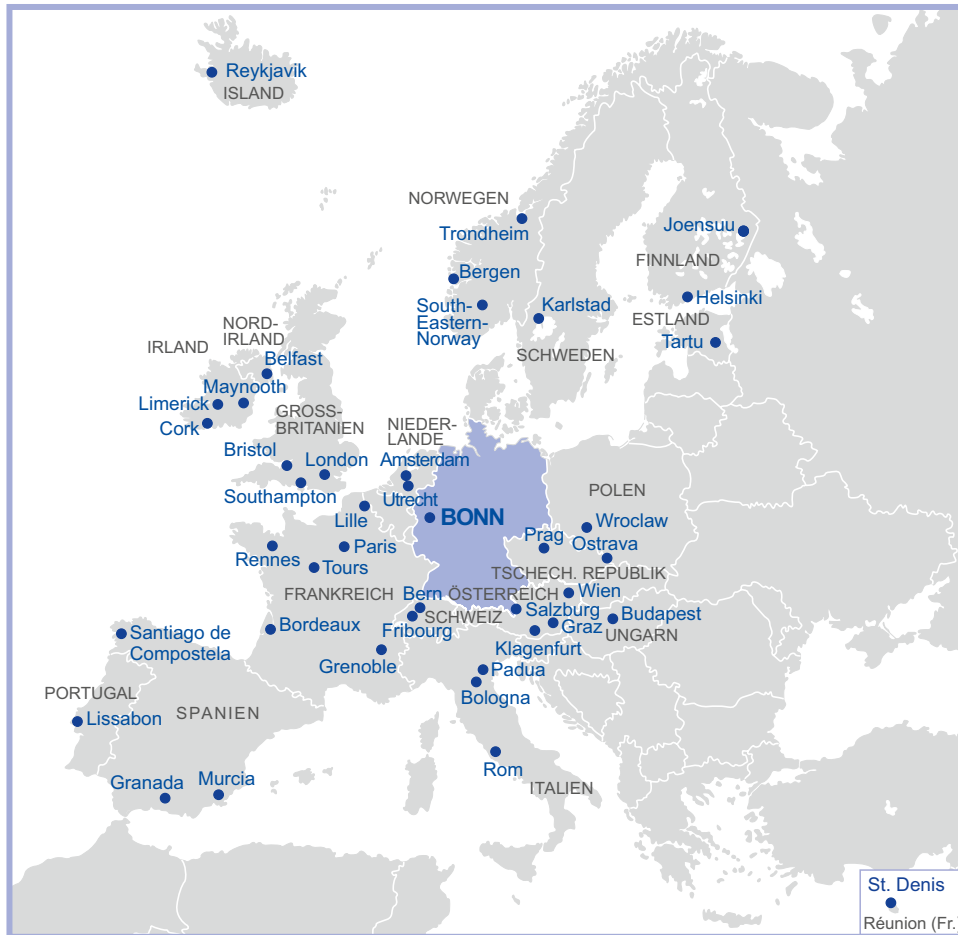 Reykjavik
ISLAND
NORWEGEN
Trondheim
Joensuu
FINNLAND
Bergen
South-
Eastern-
Norway
Karlstad
Helsinki
ESTLAND
Tartu
SCHWEDEN
NORD-
IRLAND
IRLAND
Belfast
Maynooth
Limerick
Cork
GROSS-
BRITANIEN
NIEDER-
LANDE
Bristol
London
Amsterdam
Southampton
Utrecht
Lille
BONN
POLEN
Wroclaw
Prag
Ostrava
Rennes
Paris
Tours
TSCHECH. REPUBLIK
FRANKREICH
Bern
ÖSTERREICH
Wien
SCHWEIZ
Salzburg
Budapest
Fribourg
Graz
UNGARN
Bordeaux
Klagenfurt
Santiago de
Compostela
Grenoble
Padua
Bologna
PORTUGAL
Lissabon
SPANIEN
Rom
ITALIEN
Granada
Murcia
St. Denis
Réunion (Fr.)